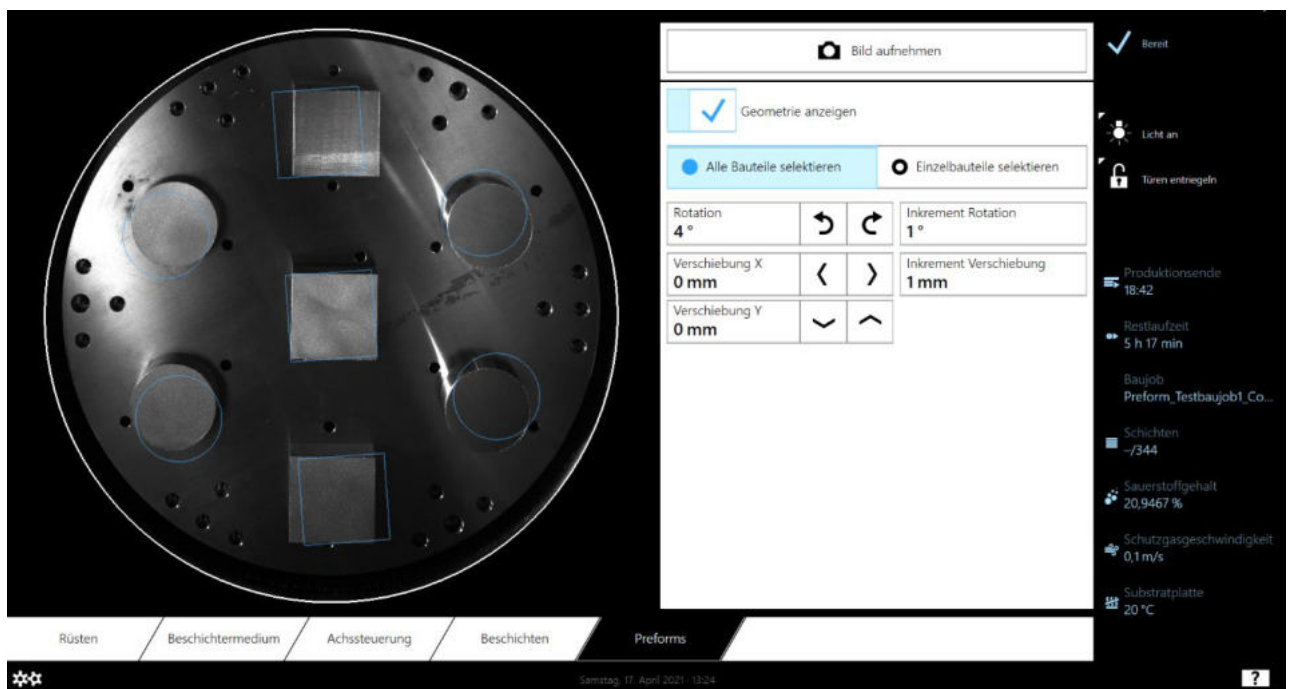 Bild aufnehmen
Geometrie anzeigen
Alle Bauteile selektieren
Einzelbauteile selektieren
Rotation
4 °
Inkrement Rotation
1 °
Verschiebung X
0 mm
Inkrement Verschiebung
1 mm
Verschiebung Y
0 mm
Bereit
Licht an
Türen entriegeln
Produktionsende
18:42
Restlaufzeit
5 h 17 min
Baujob
Preform_Testbaujob1_Co...
Schichten
–/344
Sauerstoffgehalt
20,9467 %
Schutzgasgeschwindigkeit
0,1 m/s
Substratplatte
20 °C
Rüsten
Beschichtermedium
Achssteuerung
Beschichten
Preforms
Samstag, 17. April 2021 - 13:24
?